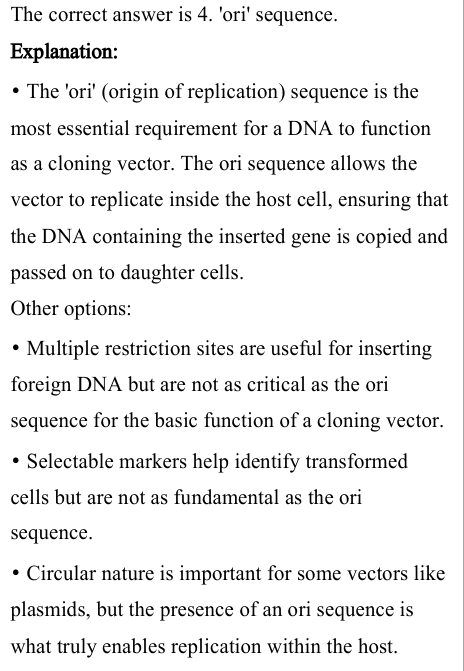 The correct answer is 4. 'ori' sequence.
Explanation:
• The 'ori' (origin of replication) sequence is the
most essential requirement for a DNA to function
as a cloning vector. The ori sequence allows the
vector to replicate inside the host cell, ensuring that
the DNA containing the inserted gene is copied and
passed on to daughter cells.
Other options:
• Multiple restriction sites are useful for inserting
foreign DNA but are not as critical as the ori
sequence for the basic function of a cloning vector.
• Selectable markers help identify transformed
cells but are not as fundamental as the ori
sequence.
• Circular nature is important for some vectors like
plasmids, but the presence of an ori sequence is
what truly enables replication within the host.